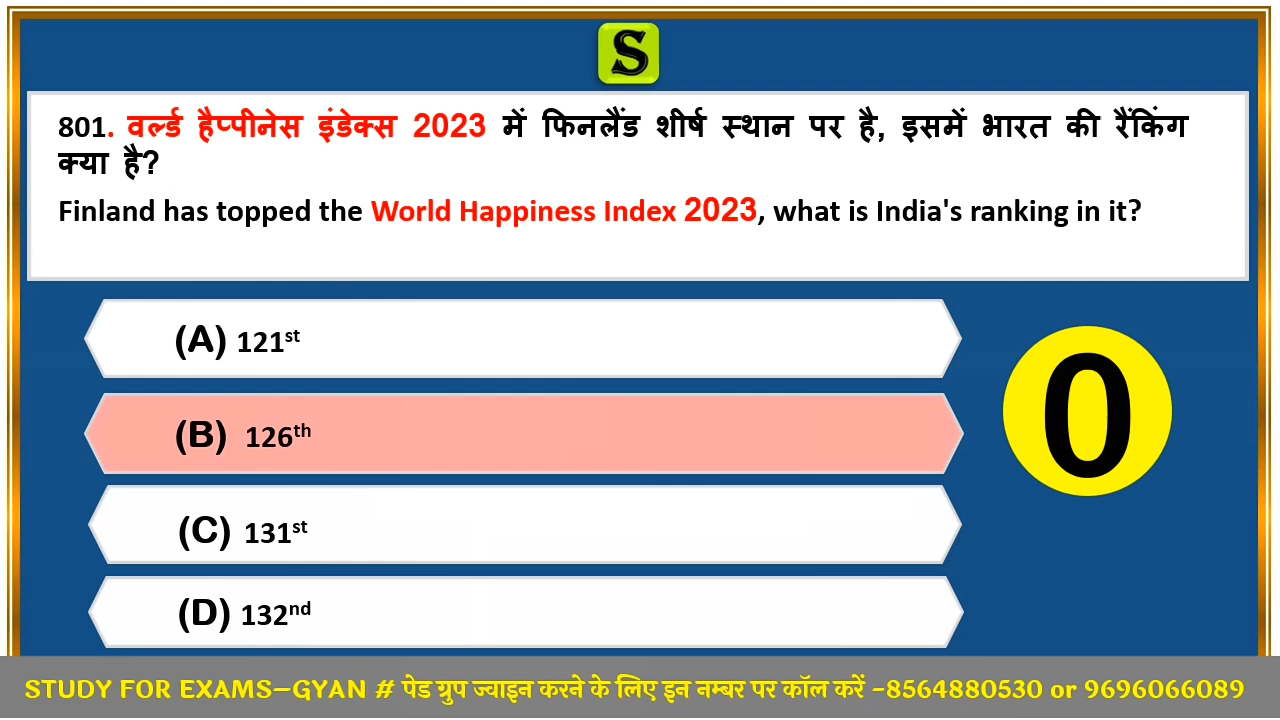 S
801. वर्ल्ड हैप्पीनेस इंडेक्स 2023 में फिनलैंड शीर्ष स्थान पर है, इसमें भारत की रैंकिंग
क्या है?
Finland has topped the World Happiness Index 2023, what is India's ranking in it?
(A) 121st
(B) 126th
0
(C) 131st
(D) 132nd
STUDY FOR EXAMS–GYAN # पेड ग्रुप ज्वाइन करने के लिए इन नम्बर पर कॉल करें -8564880530 or 9696066089